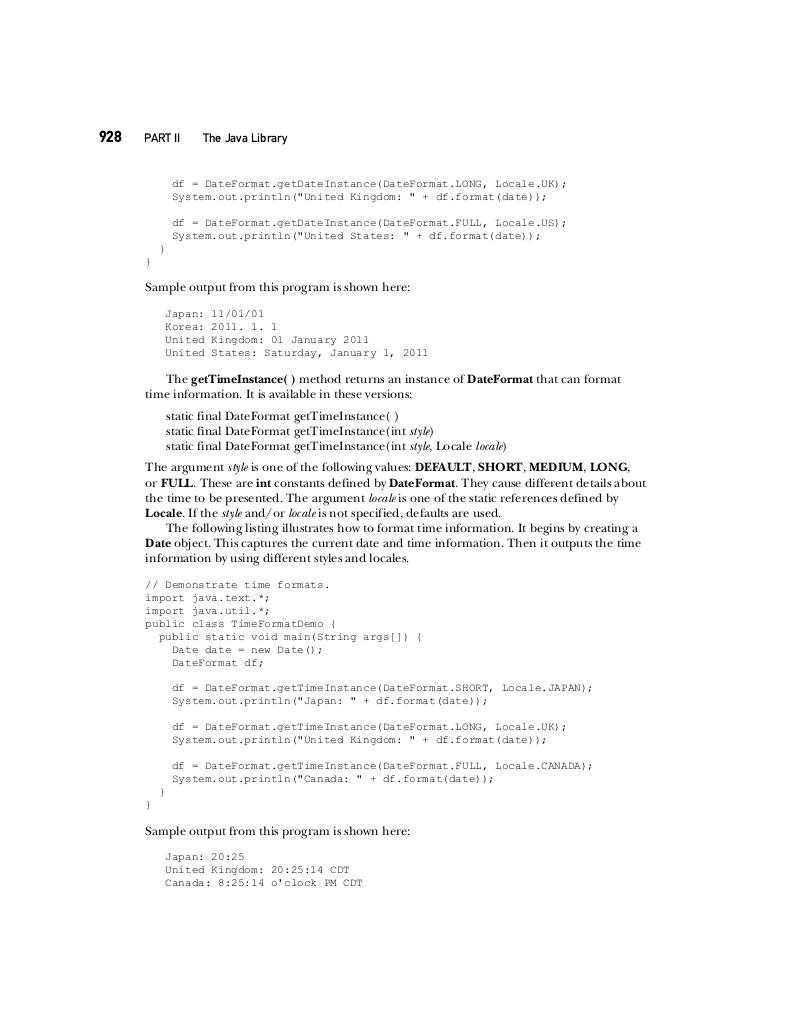 928 PART II The Java Library
df = DateFormat.getDateInstance(DateFormat.LONG, Locale.UK);
System.out.println("United Kingdom: " + df.format(date));
df = DateFormat.getDateInstance(DateFormat.FULL, Locale.US);
System.out.println("United States: " + df.format(date));
}
}
Sample output from this program is shown here:
Japan: 11/01/01
Korea: 2011. 1. 1
United Kingdom: 01 January 2011
United States: Saturday, January 1, 2011
The getTimeInstance( ) method returns an instance of DateFormat that can format
time information. It is available in these versions:
static final DateFormat getTimeInstance( )
static final DateFormat getTimeInstance(int style)
static final DateFormat getTimeInstance(int style, Locale locale)
The argument style is one of the following values: DEFAULT, SHORT, MEDIUM, LONG,
or FULL. These are int constants defined by DateFormat. They cause different details about
the time to be presented. The argument locale is one of the static references defined by
Locale. If the style and/or locale is not specified, defaults are used.
The following listing illustrates how to format time information. It begins by creating a
Date object. This captures the current date and time information. Then it outputs the time
information by using different styles and locales.
// Demonstrate time formats.
import java.text.*;
import java.util.*;
public class TimeFormatDemo {
public static void main(String args[]) {
Date date = new Date();
DateFormat df;
df = DateFormat.getTimeInstance(DateFormat.SHORT, Locale.JAPAN);
System.out.println("Japan: " + df.format(date));
df = DateFormat.getTimeInstance(DateFormat.LONG, Locale.UK);
System.out.println("United Kingdom: " + df.format(date));
df = DateFormat.getTimeInstance(DateFormat.FULL, Locale.CANADA);
System.out.println("Canada: " + df.format(date));
}
}
Sample output from this program is shown here:
Japan: 20:25
United Kingdom: 20:25:14 CDT
Canada: 8:25:14 o'clock PM CDT